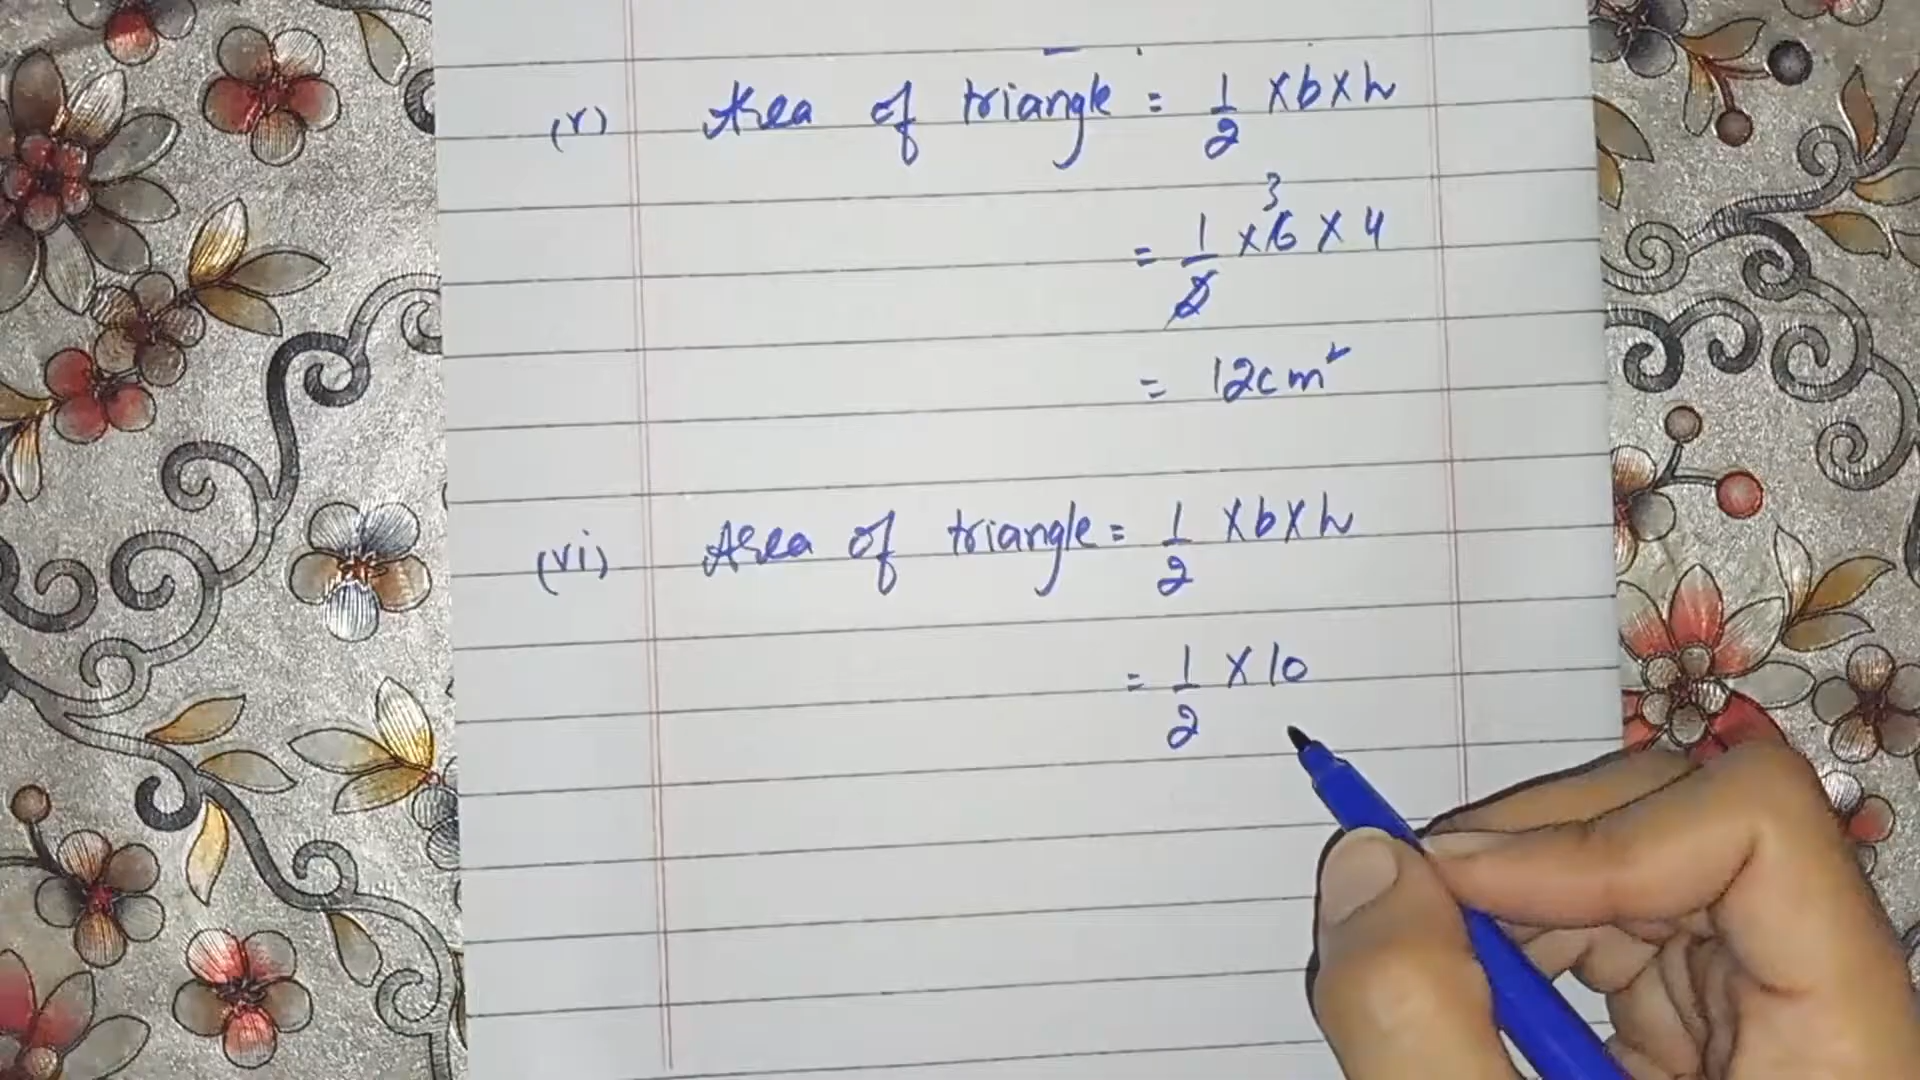 (v) Area of triangle = 1/2 × b × h
= 1/2 × 6 3 × 4
= 12cm²
(vi) Area of triangle = 1/2 × b × h
= 1/2 × 10